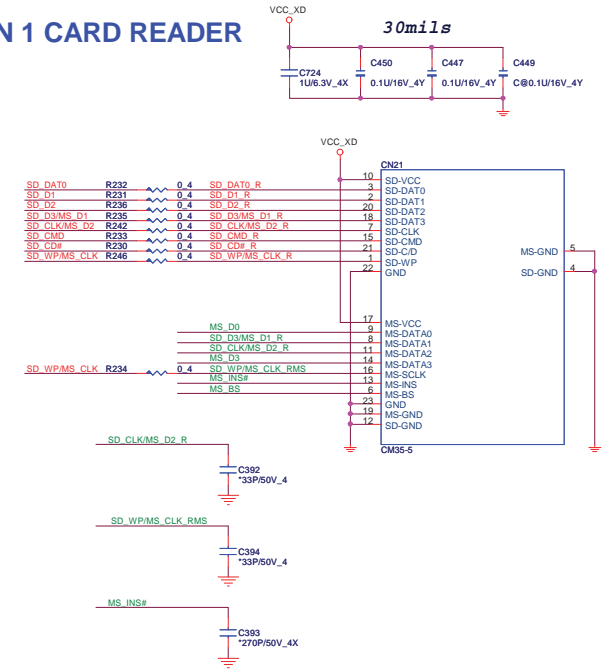 VCC_XD
N 1 CARD READER
30mils
C724
1U/6.3V_4X
C450
0.1U/16V_4Y
C447
0.1U/16V_4Y
C449
C@0.1U/16V_4Y
VCC_XD
CN21
10 SD-VCC
SD_DAT0 R232 0_4 SD_DAT0_R 3 SD-DAT0
SD_D1 R231 0_4 SD_D1_R 2 SD-DAT1
SD_D2 R236 0_4 SD_D2_R 20 SD-DAT2
SD_D3/MS_D1 R235 0_4 SD_D3/MS_D1_R 18 SD-DAT3
SD_CLK/MS_D2 R242 0_4 SD_CLK/MS_D2_R 7 SD-CLK
SD_CMD R233 0_4 SD_CMD_R 15 SD-CMD
SD_CD# R230 0_4 SD_CD#_R 21 SD-C/D MS-GND 5
SD_WP/MS_CLK R246 0_4 SD_WP/MS_CLK_R 1 SD-WP
22 GND SD-GND 4
17 MS-VCC
MS_D0 9 MS-DATA0
SD_D3/MS_D1_R 8 MS-DATA1
SD_CLK/MS_D2_R 11 MS-DATA2
MS_D3 14 MS-DATA3
SD_WP/MS_CLK R234 0_4 SD_WP/MS_CLK_RMS 16 MS-SCLK
MS_INS# 13 MS-INS
MS_BS 6 MS-BS
23 GND
19 MS-GND
12 SD-GND
CM35-5
SD_CLK/MS_D2_R
C392
*33P/50V_4
SD_WP/MS_CLK_RMS
C394
*33P/50V_4
MS_INS#
C393
*270P/50V_4X